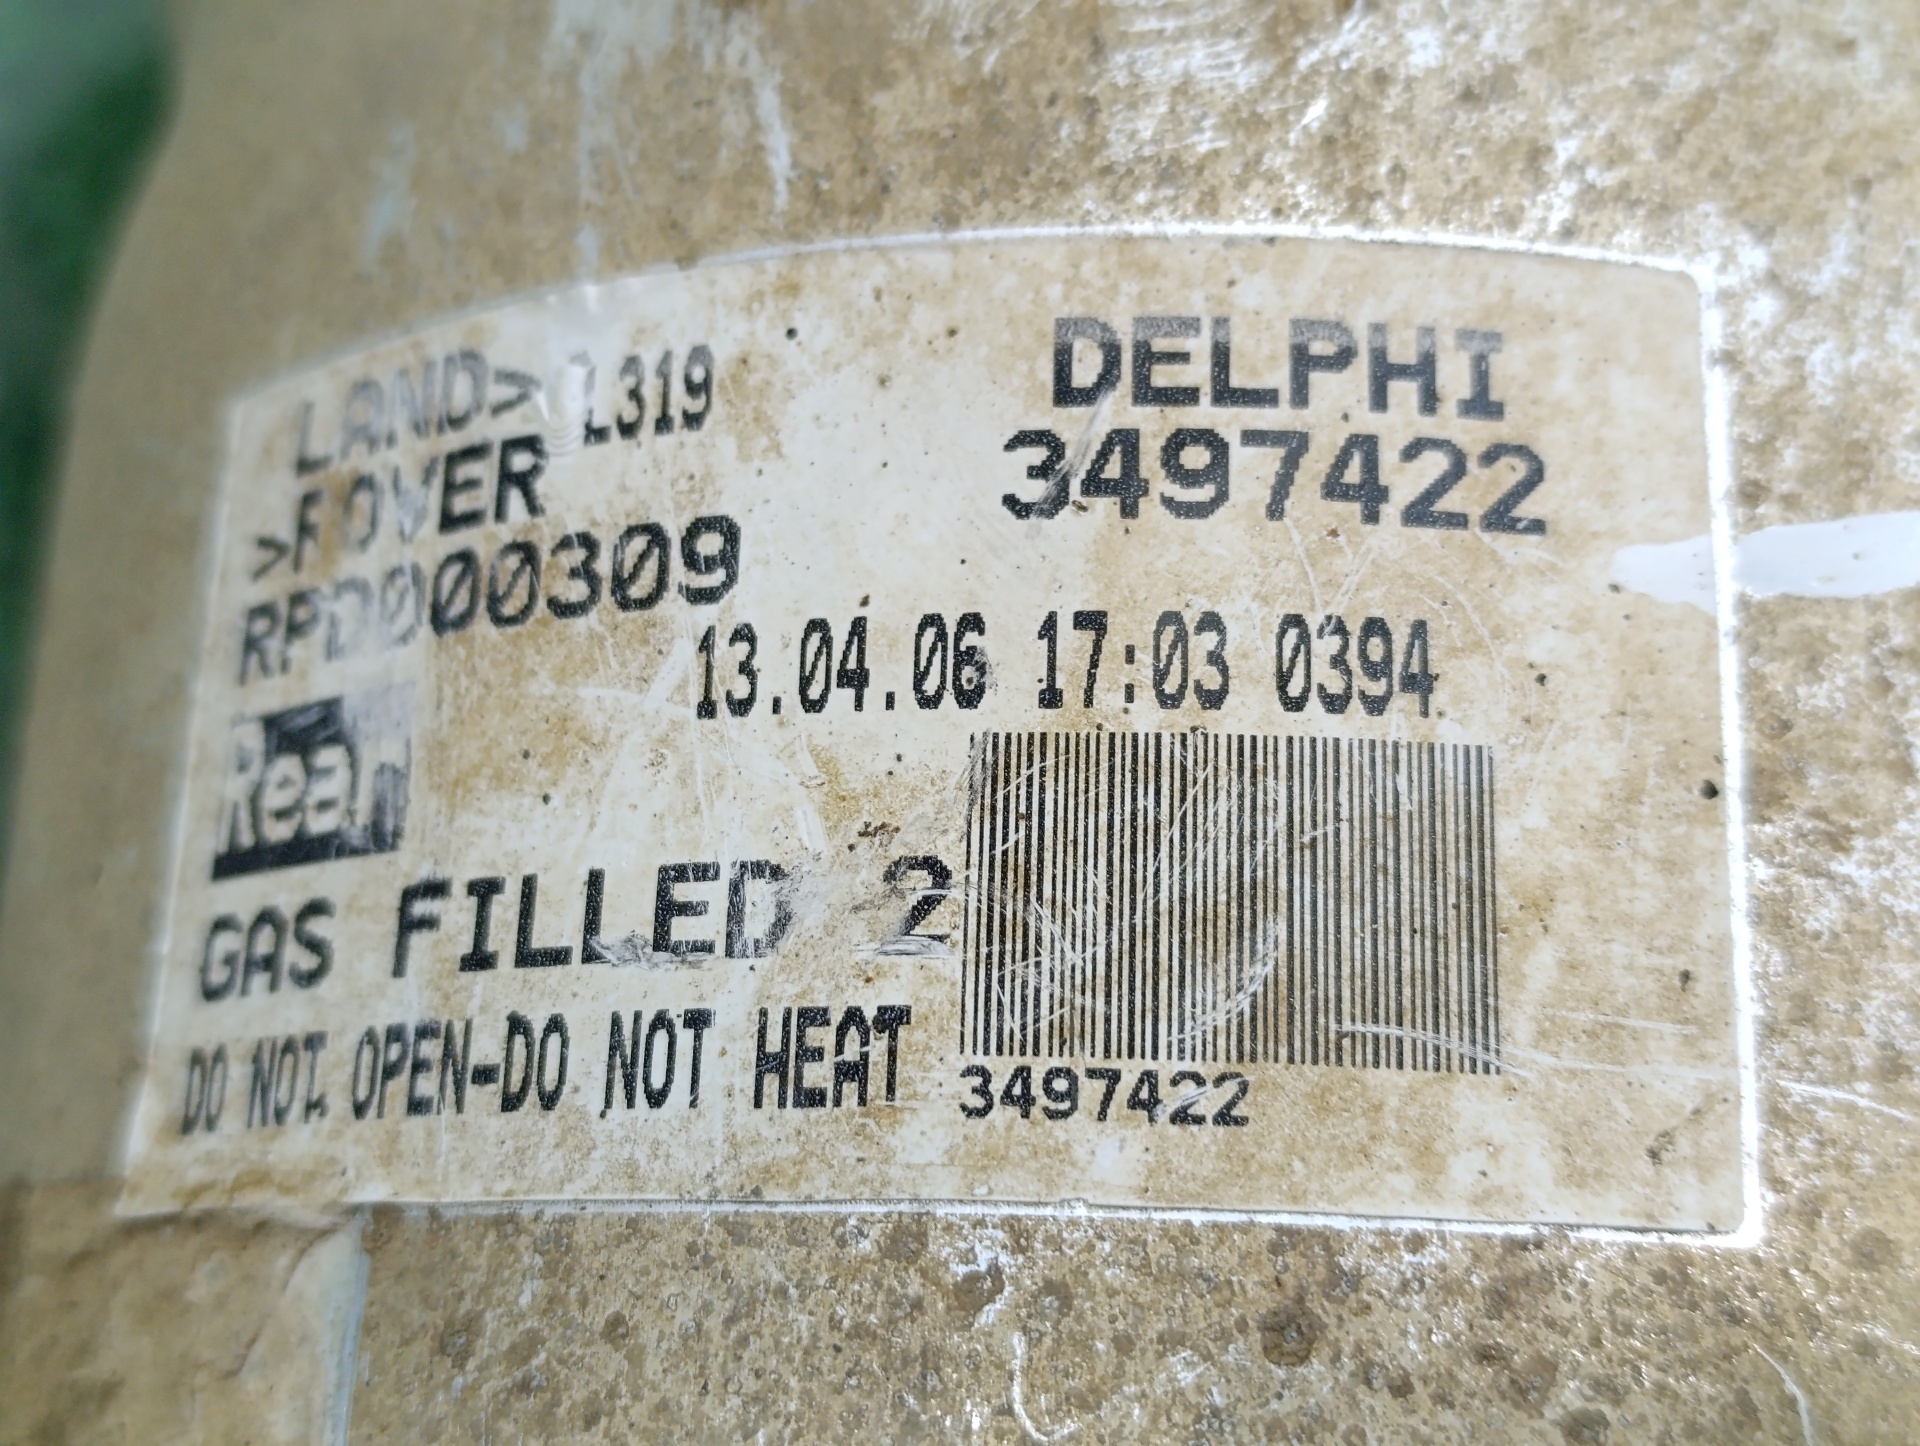 LAND> L319
>ROVER
RPD000309
DELPHI
3497422
13.04.06 17:03 0394
Rear
GAS FILLED 2
DO NOT OPEN-DO NOT HEAT
3497422